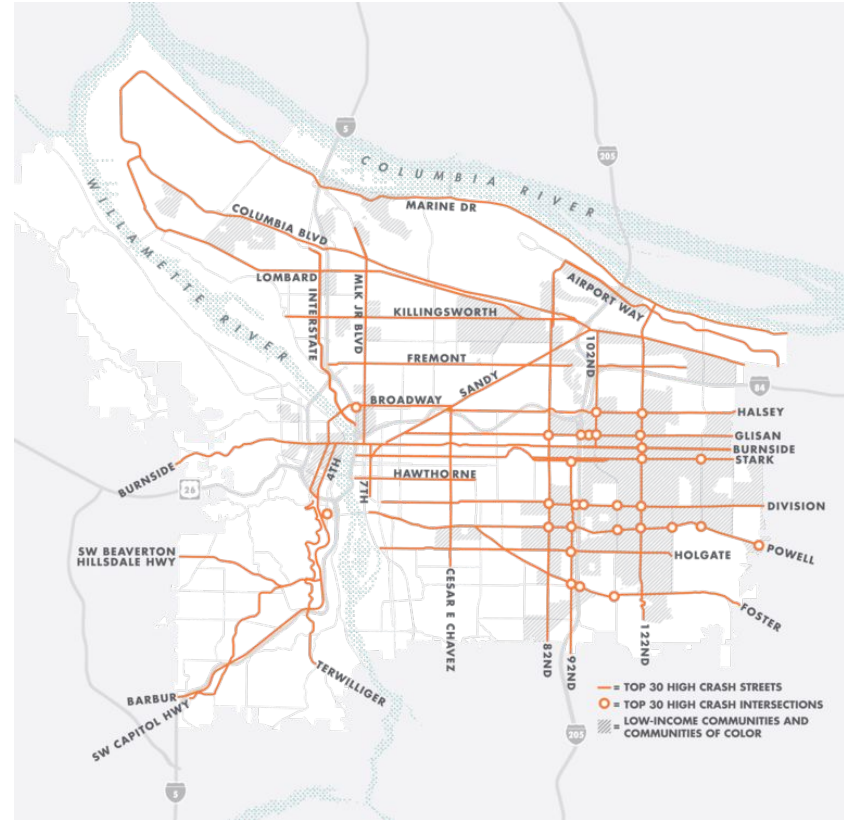 5
205
COLUMBIA RIVER
WILLAMETTE RIVER
MARINE DR
COLUMBIA BLVD
LOMBARD
INTERSTATE
MLK JR BLVD
AIRPORT WAY
KILLINGSWORTH
FREMONT
SANDY
102ND
84
BROADWAY
HALSEY
GLISAN
BURNSIDE
STARK
BURNSIDE
26
4TH
7TH
HAWTHORNE
DIVISION
SW BEAVERTON
HILLSDALE HWY
HOLGATE
POWELL
CESAR E CHAVEZ
FOSTER
82ND
92ND
122ND
TERWILLIGER
BARBUR
SW CAPITOL HWY
= TOP 30 HIGH CRASH STREETS
= TOP 30 HIGH CRASH INTERSECTIONS
= LOW-INCOME COMMUNITIES AND
COMMUNITIES OF COLOR
205
5